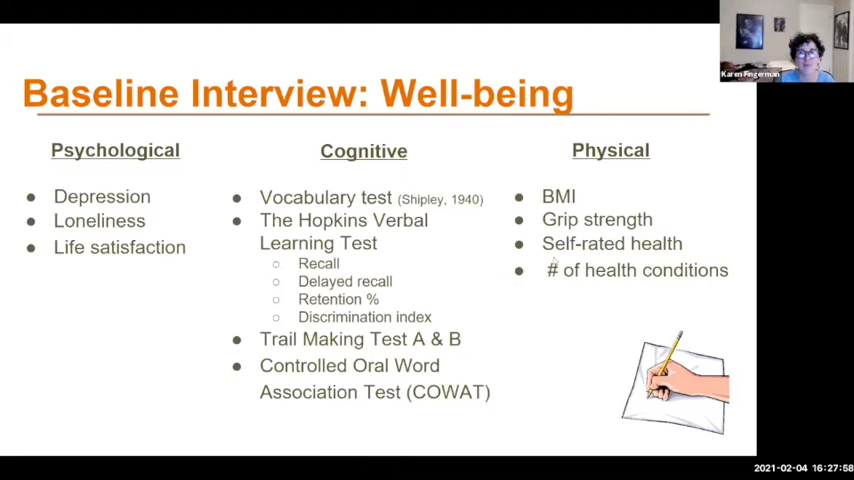 Karen Fingerman
Baseline Interview: Well-being
Psychological
Depression
Loneliness
Life satisfaction
Cognitive
Vocabulary test (Shipley, 1940)
The Hopkins Verbal
Learning Test
Recall
Delayed recall
Retention %
Discrimination index
Trail Making Test A & B
Controlled Oral Word
Association Test (COWAT)
Physical
BMI
Grip strength
Self-rated health
# of health conditions
2021-02-04 16:27:58